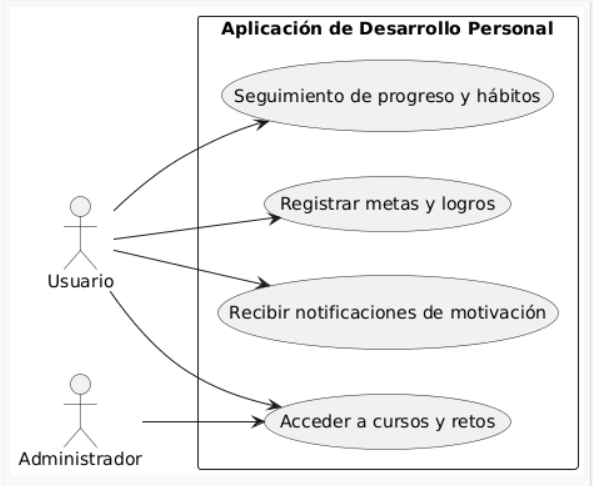 Aplicación de Desarrollo Personal
Seguimiento de progreso y hábitos
Registrar metas y logros
Usuario
Recibir notificaciones de motivación
Acceder a cursos y retos
Administrador